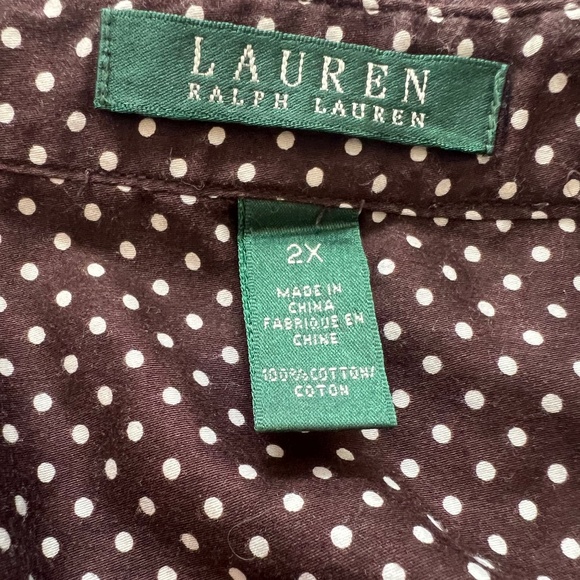 LAUREN
RALPH LAUREN
2X
MADE IN
CHINA
FABRIQUE EN
CHINE
100% COTTON/
COTON